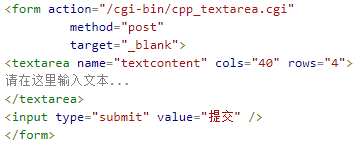 <form action="/cgi-bin/cpp_textarea.cgi"
method="post"
target="_blank">
<textarea name="textcontent" cols="40" rows="4">
请在这里输入文本...
</textarea>
<input type="submit" value="提交" />
</form>